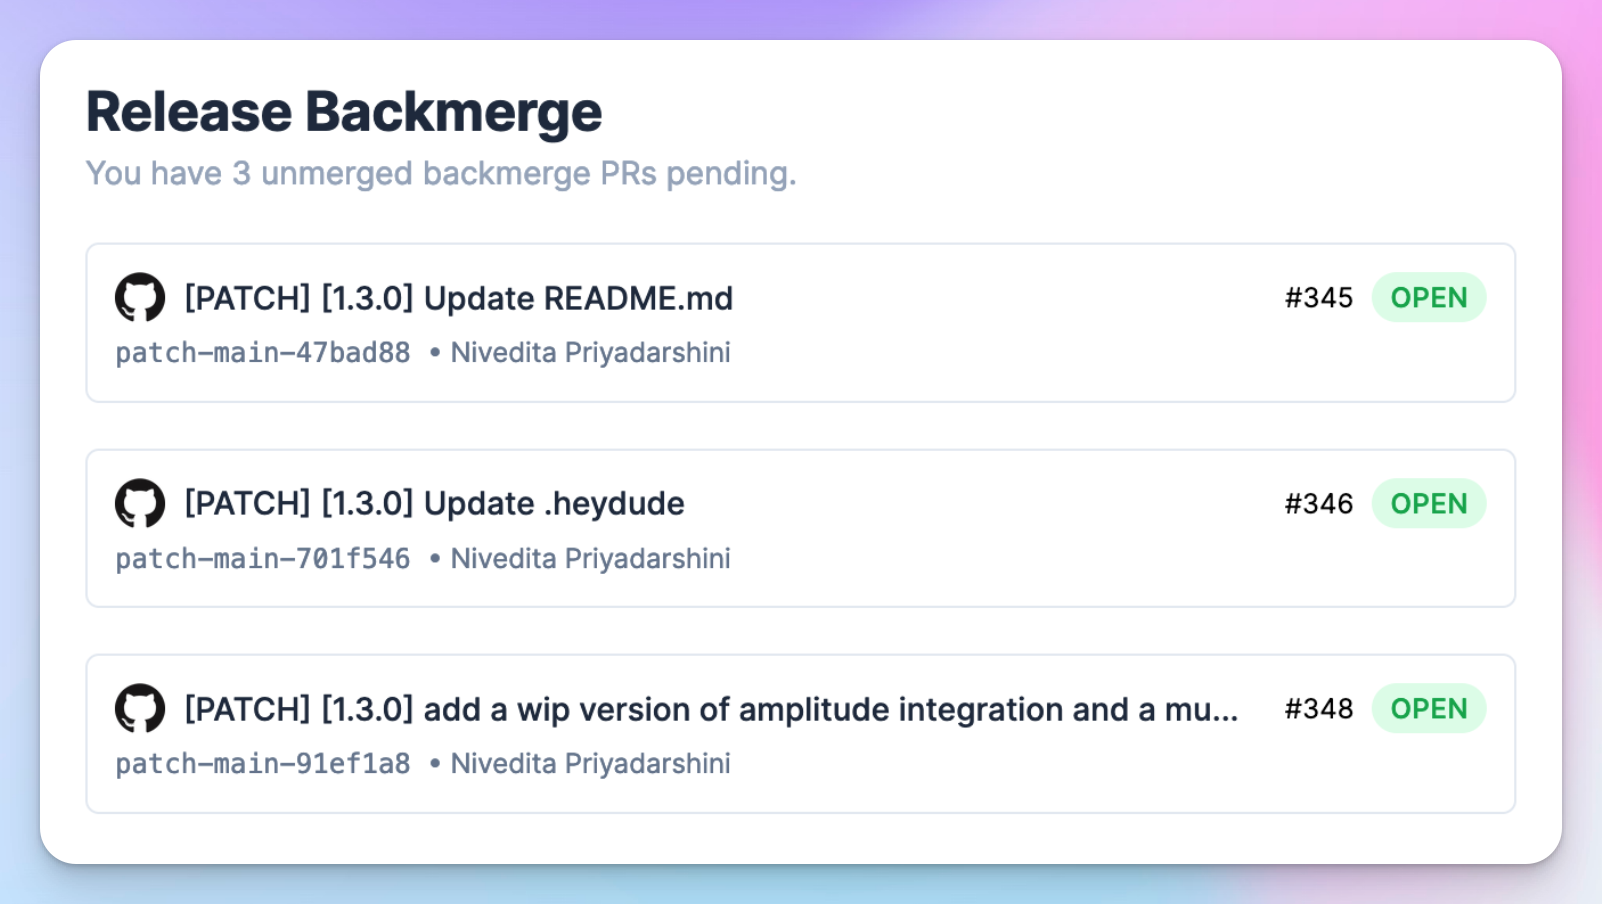 Release Backmerge
You have 3 unmerged backmerge PRs pending.
[PATCH] [1.3.0] Update README.md #345 OPEN
patch-main-47bad88 • Nivedita Priyadarshini
[PATCH] [1.3.0] Update .heydude #346 OPEN
patch-main-701f546 • Nivedita Priyadarshini
[PATCH] [1.3.0] add a wip version of amplitude integration and a mu... #348 OPEN
patch-main-91ef1a8 • Nivedita Priyadarshini